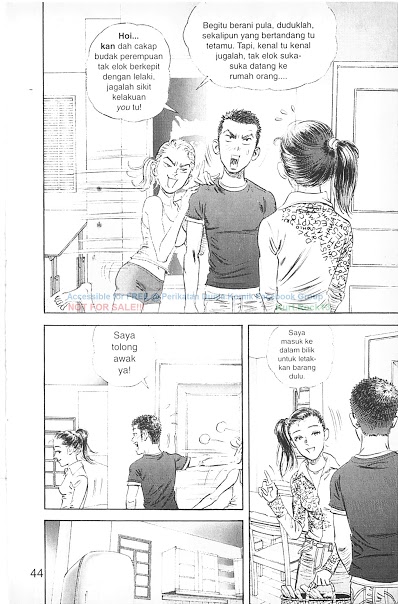 Hoi...
kan dah cakap
budak perempuan
tak elok berkepit
dengan lelaki,
jagalah sikit
kelakuan
you tu!
Begitu berani pula, duduklah,
sekalipun yang bertandang tu
tetamu. Tapi, kenal tu kenal
jugalah, tak elok suka-
suka datang ke
rumah orang....
NOT FOR SALE!!
Saya
tolong
awak
ya!
Saya
masuk ke
dalam bilik
untuk letak-
kan barang
dulu.
44